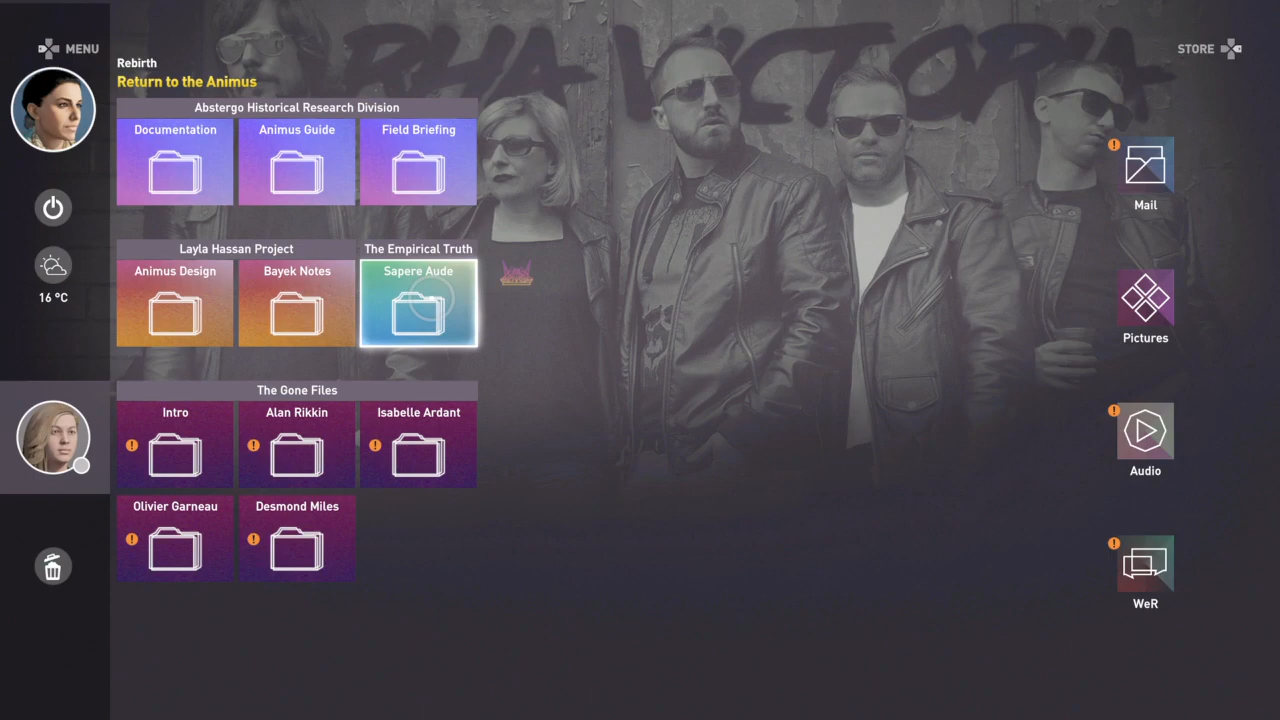 MENU
STORE
Rebirth
Return to the Animus
Abstergo Historical Research Division
Documentation
Animus Guide
Field Briefing
Layla Hassan Project
The Empirical Truth
Animus Design
Bayek Notes
Sapere Aude
The Gone Files
Intro
Alan Rikkin
Isabelle Ardant
Olivier Garneau
Desmond Miles
16 °C
Mail
Pictures
Audio
WeR